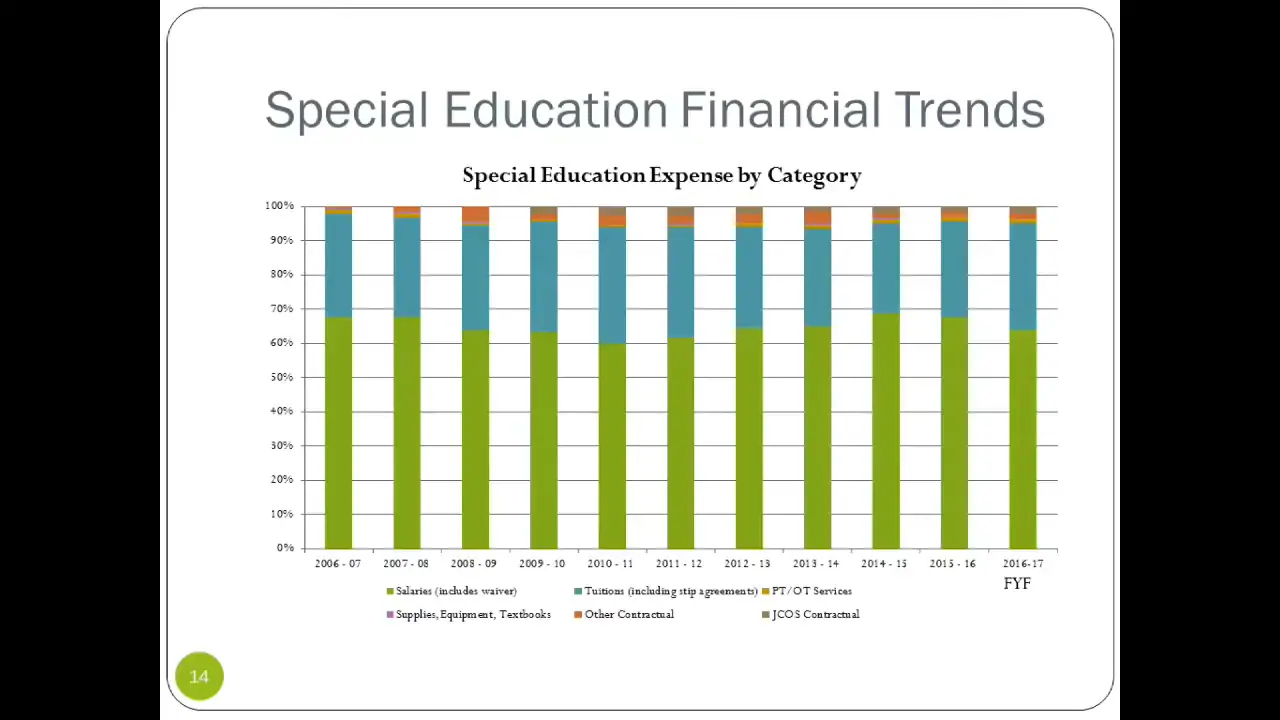 Special Education Financial Trends
Special Education Expense by Category
100%
90%
80%
70%
60%
50%
40%
30%
20%
10%
0%
2006 - 07 2007 - 08 2008 - 09 2009 - 10 2010 - 11 2011 - 12 2012 - 13 2013 - 14 2014 - 15 2015 - 16 2016-17
FYF
Salaries (includes waiver) Tuitions (including stip agreements) PT/OT Services
Supplies, Equipment, Textbooks Other Contractual JCOS Contractual
14